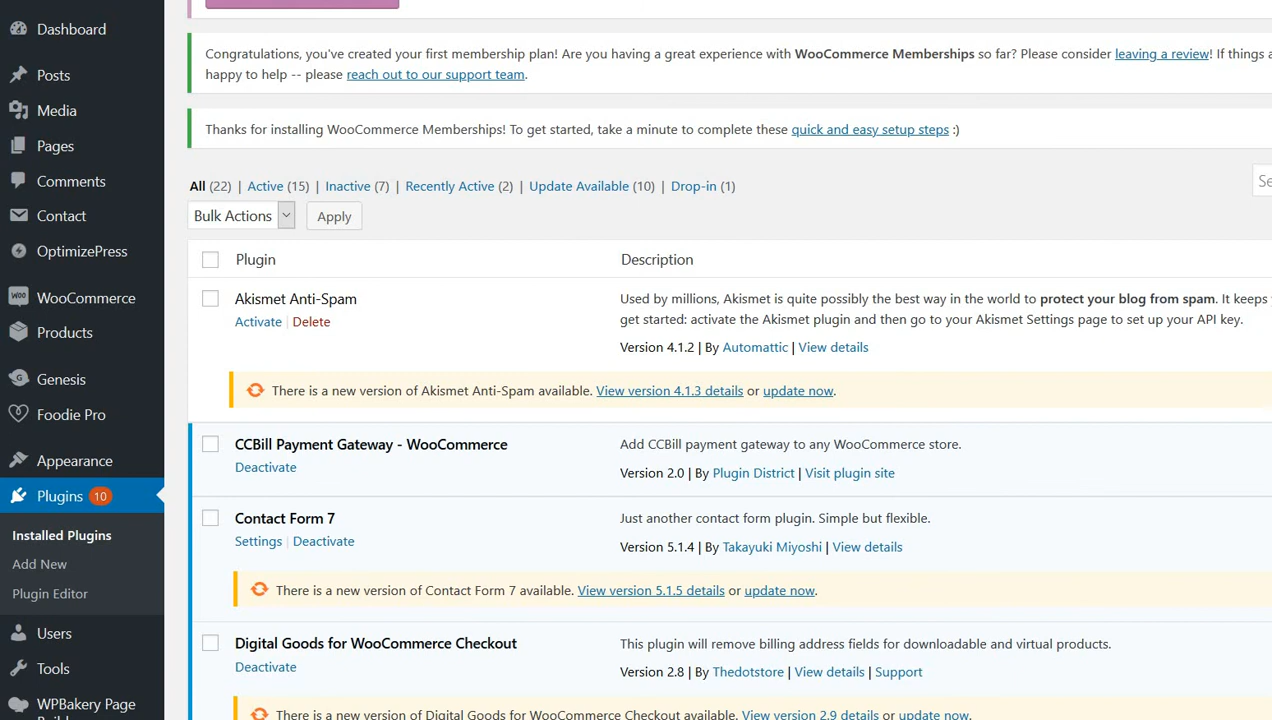 Dashboard
Posts
Media
Pages
Comments
Contact
OptimizePress
WOO WooCommerce
Products
Genesis
Foodie Pro
Appearance
Plugins 10
Installed Plugins
Add New
Plugin Editor
Users
Tools
WPBakery Page
Congratulations, you've created your first membership plan! Are you having a great experience with WooCommerce Memberships so far? Please consider leaving a review! If things a
happy to help -- please reach out to our support team.
Thanks for installing WooCommerce Memberships! To get started, take a minute to complete these quick and easy setup steps :)
All (22) | Active (15) | Inactive (7) | Recently Active (2) | Update Available (10) | Drop-in (1)
Se
Bulk Actions Apply
Plugin Description
Akismet Anti-Spam
Activate | Delete
Used by millions, Akismet is quite possibly the best way in the world to protect your blog from spam. It keeps
get started: activate the Akismet plugin and then go to your Akismet Settings page to set up your API key.
Version 4.1.2 | By Automattic | View details
There is a new version of Akismet Anti-Spam available. View version 4.1.3 details or update now.
CCBill Payment Gateway - WooCommerce
Deactivate
Add CCBill payment gateway to any WooCommerce store.
Version 2.0 | By Plugin District | Visit plugin site
Contact Form 7
Settings | Deactivate
Just another contact form plugin. Simple but flexible.
Version 5.1.4 | By Takayuki Miyoshi | View details
There is a new version of Contact Form 7 available. View version 5.1.5 details or update now.
Digital Goods for WooCommerce Checkout
Deactivate
This plugin will remove billing address fields for downloadable and virtual products.
Version 2.8 | By Thedotstore | View details | Support
There is a new version of Digital Goods for WooCommerce Checkout available. View version 2.9 details or update now.